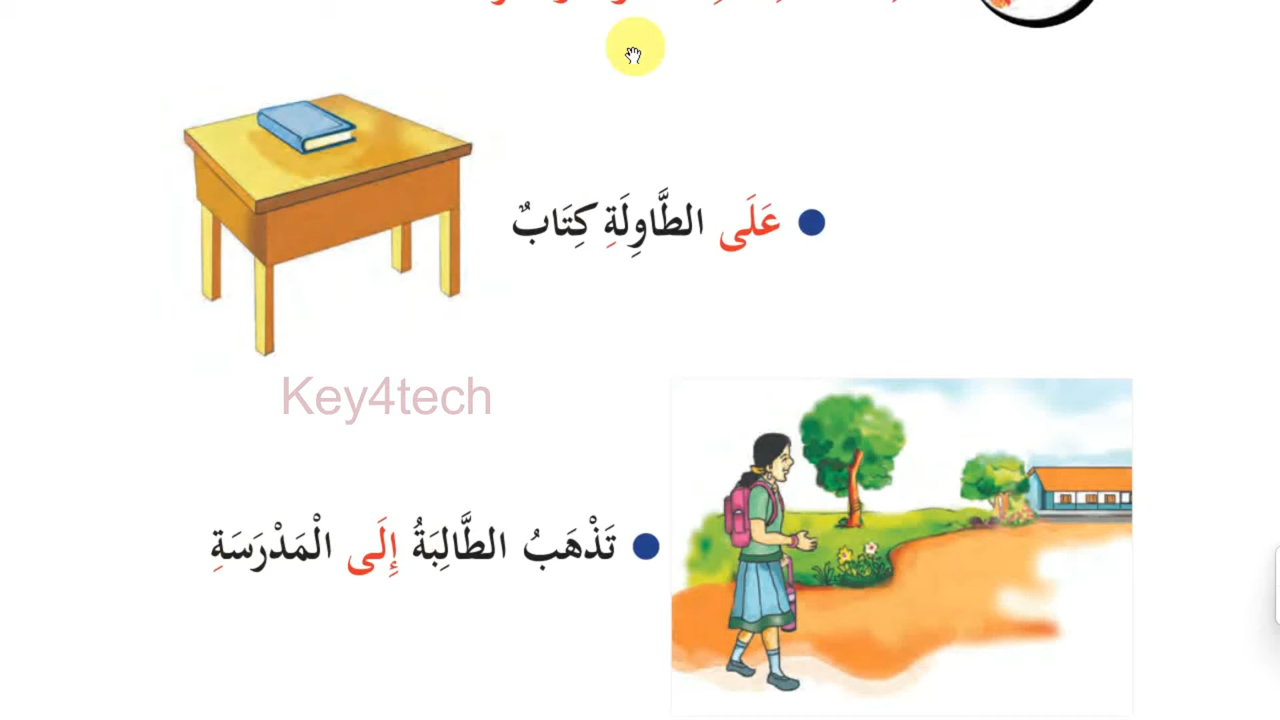 عَلَى الطَّاوِلَةِ كِتَابٌ
Key4tech
تَذْهَبُ الطَّالِبَةُ إِلَى الْمَدْرَسَةِ